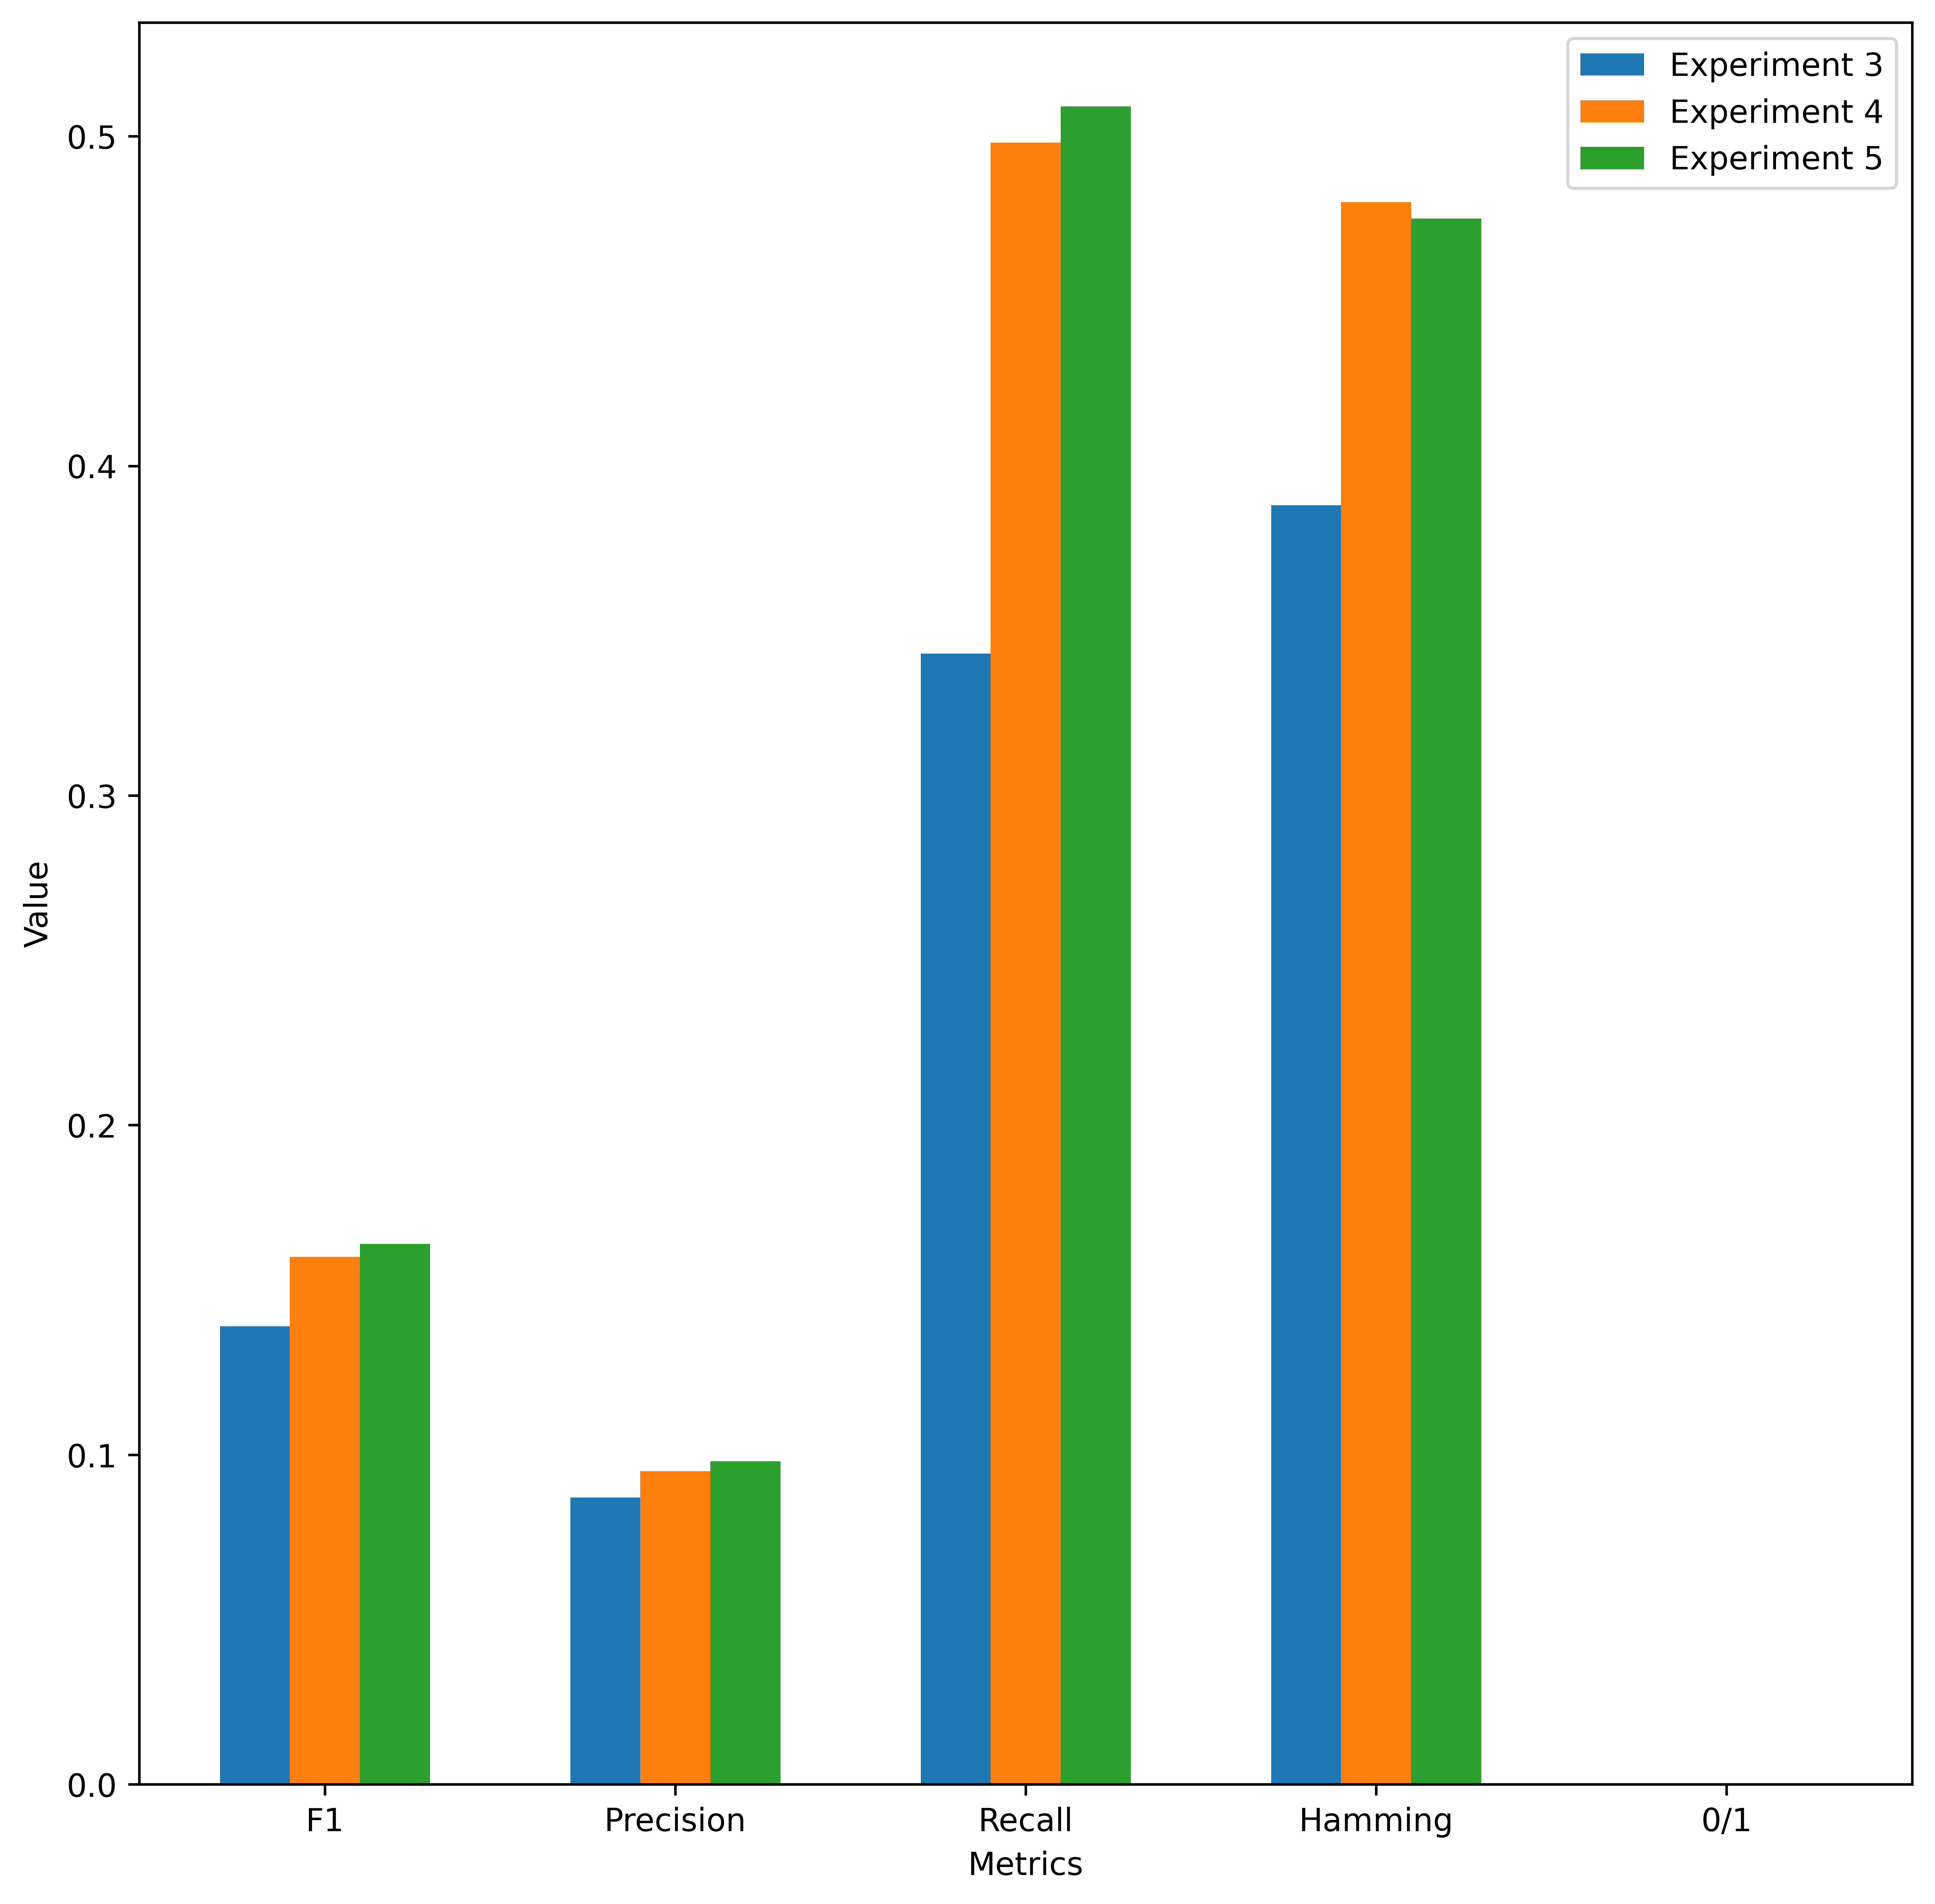 Experiment 3
Experiment 4
Experiment 5
0.5
0.4
0.3
0.2
0.1
0.0
Value
F1 Precision Recall Hamming 0/1
Metrics